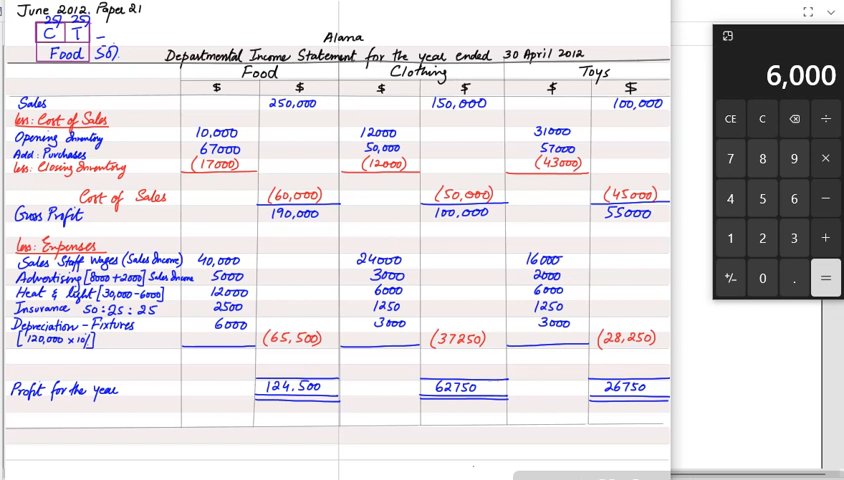 June 2012. Paper 21
25% 25%
C T -
Food 50%
Alana
Departmental Income Statement for the year ended 30 April 2012
Food Clothing Toys
$ $ $ $ $ $
Sales 250,000 150,000 100,000
less: Cost of Sales
Opening Inventory 10,000 12000 31000
Add: Purchases 67000 50,000 57000
less: Closing Inventory (17000) (12000) (43000)
Cost of Sales (60,000) (50,000) (45000)
Gross Profit 190,000 100,000 55000
less: Expenses
Sales Staff Wages (Sales Income) 40,000 24000 16000
Advertising [8000 + 2000] Sales Income 5000 3000 2000
Heat & light [30,000 - 6000] 12000 6000 6000
Insurance 50 : 25 : 25 2500 1250 1250
Depreciation - Fixtures 6000 3000 3000
[120,000 x 10%] (65,500) (37250) (28,250)
Profit for the year 124,500 62750 26750
6,000
CE C ÷
7 8 9 ×
4 5 6 −
1 2 3 +
+/- 0 . =